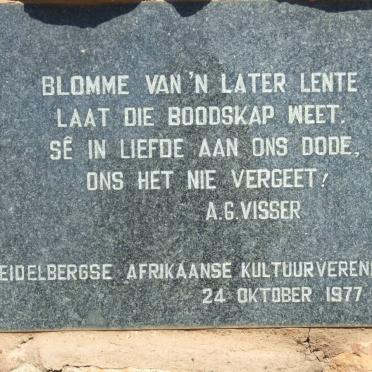 BLOMME VAN 'N LATER LENTE
LAAT DIE BOODSKAP WEET.
SÊ IN LIEFDE AAN ONS DODE,
ONS HET NIE VERGEET!
A.G. VISSER
EIDELBERGSE AFRIKAANSE KULTUURVEREN
24 OKTOBER 1977